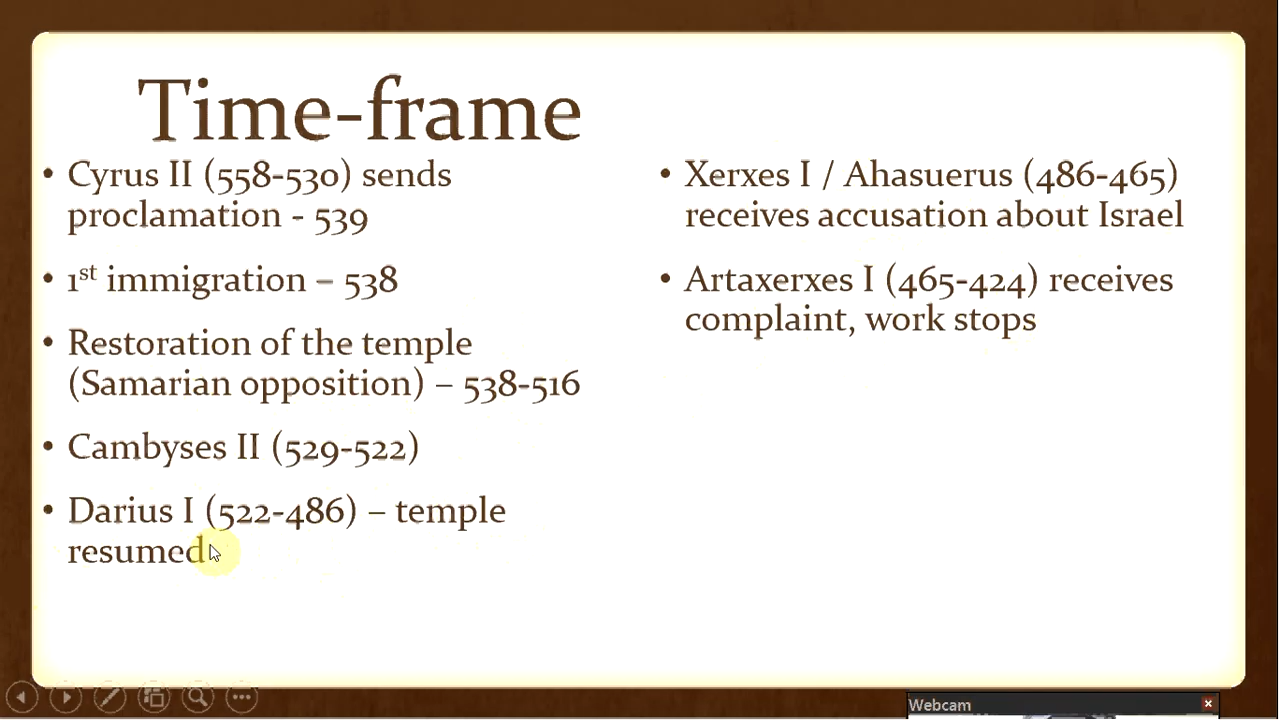 Time-frame
• Cyrus II (558-530) sends
proclamation - 539
• 1st immigration – 538
• Restoration of the temple
(Samarian opposition) – 538-516
• Cambyses II (529-522)
• Darius I (522-486) – temple
resumed
• Xerxes I / Ahasuerus (486-465)
receives accusation about Israel
• Artaxerxes I (465-424) receives
complaint, work stops
Webcam